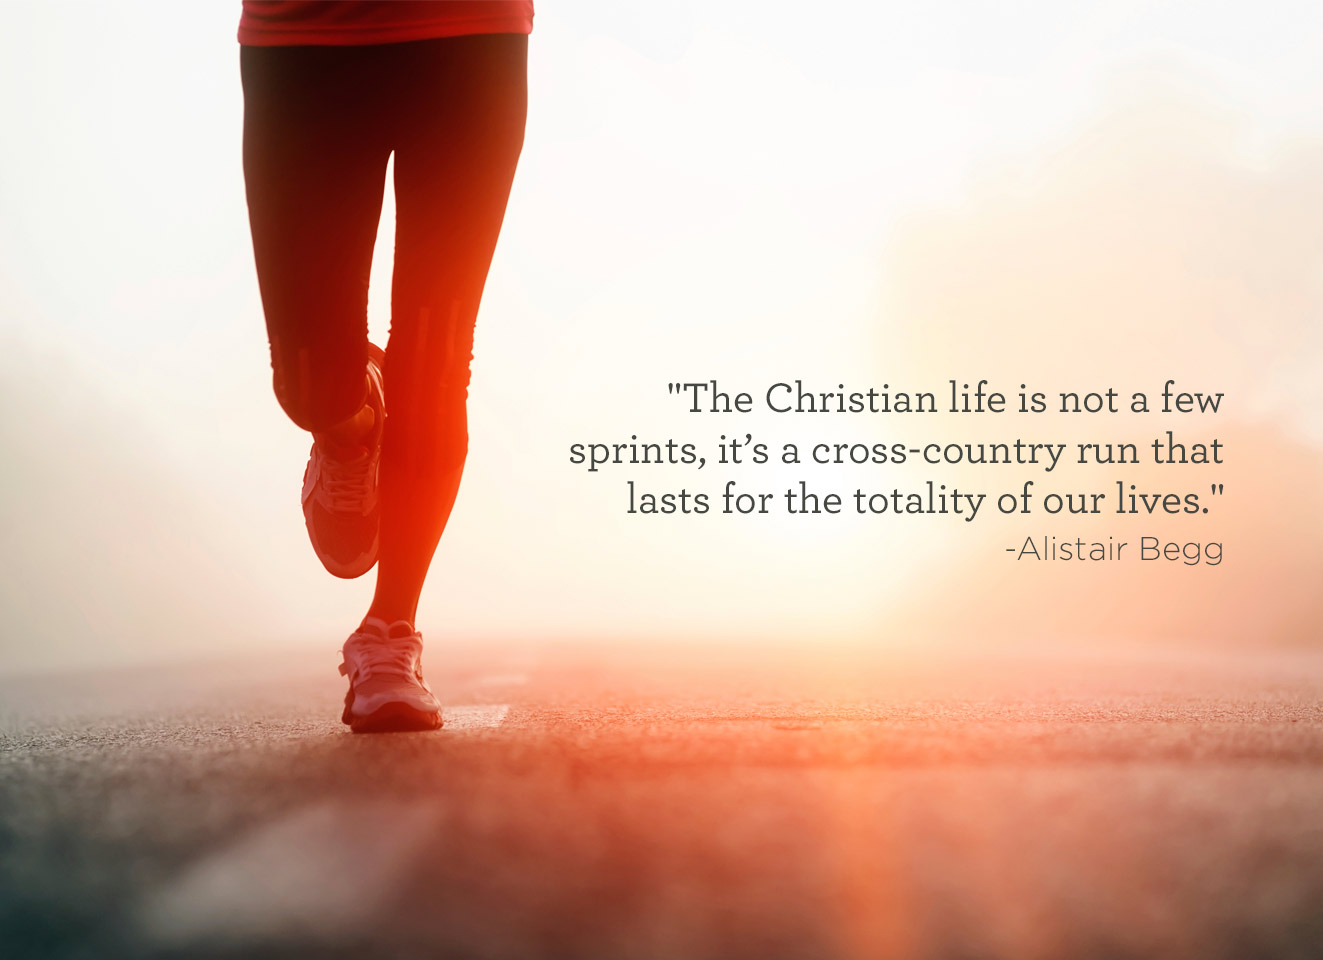 "The Christian life is not a few
sprints, it’s a cross-country run that
lasts for the totality of our lives."
-Alistair Begg